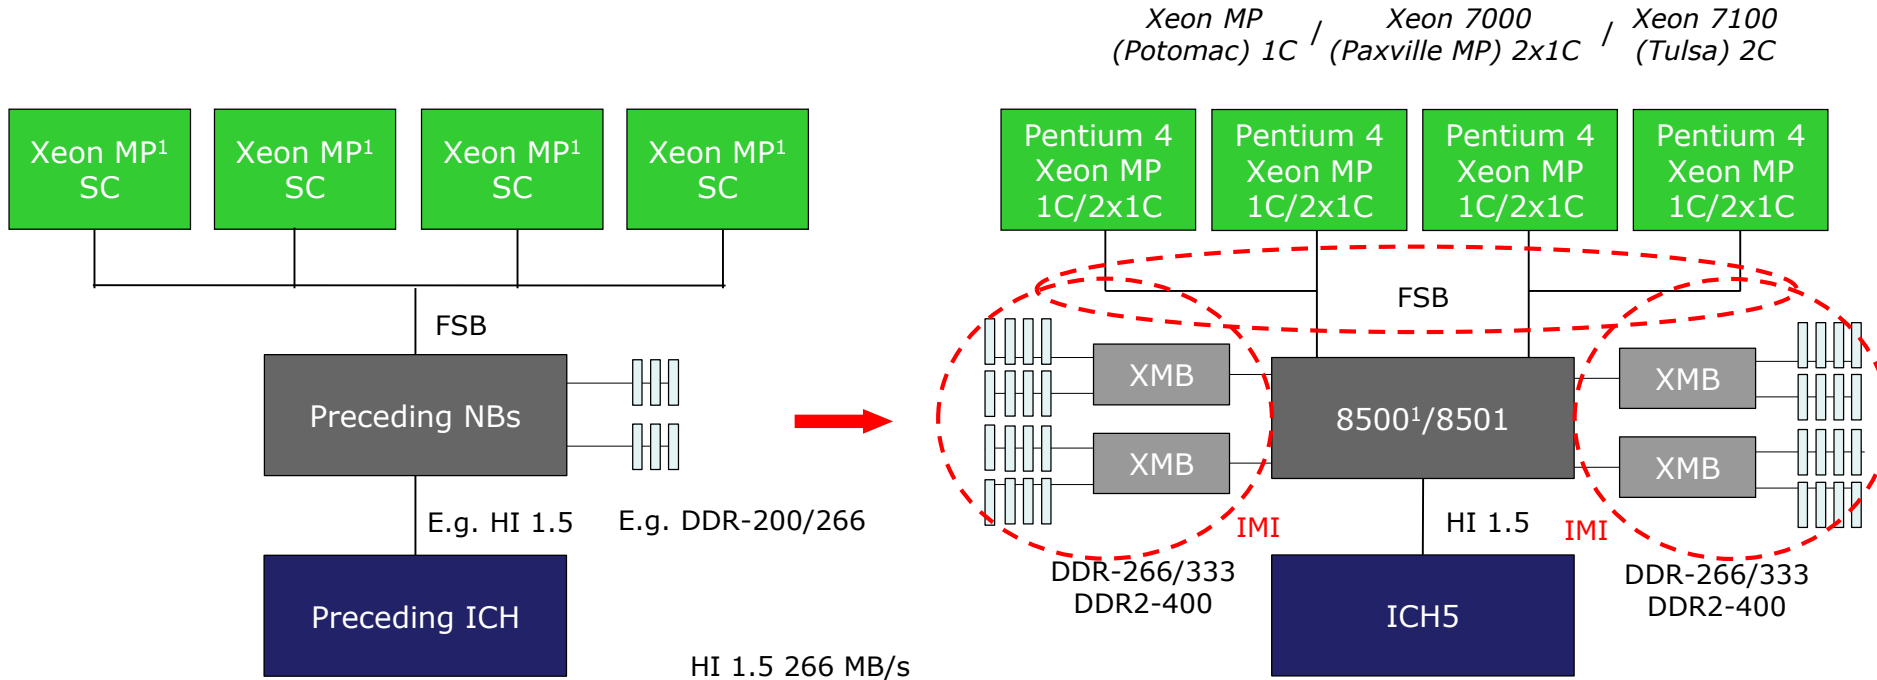 Xeon MP / Xeon 7000 / Xeon 7100
(Potomac) 1C (Paxville MP) 2x1C (Tulsa) 2C
Xeon MP¹
SC
Xeon MP¹
SC
Xeon MP¹
SC
Xeon MP¹
SC
FSB
Preceding NBs
E.g. HI 1.5
E.g. DDR-200/266
Preceding ICH
HI 1.5 266 MB/s
Pentium 4
Xeon MP
1C/2x1C
Pentium 4
Xeon MP
1C/2x1C
Pentium 4
Xeon MP
1C/2x1C
Pentium 4
Xeon MP
1C/2x1C
FSB
XMB
XMB
8500¹/8501
XMB
XMB
IMI
HI 1.5
IMI
DDR-266/333
DDR2-400
ICH5
DDR-266/333
DDR2-400